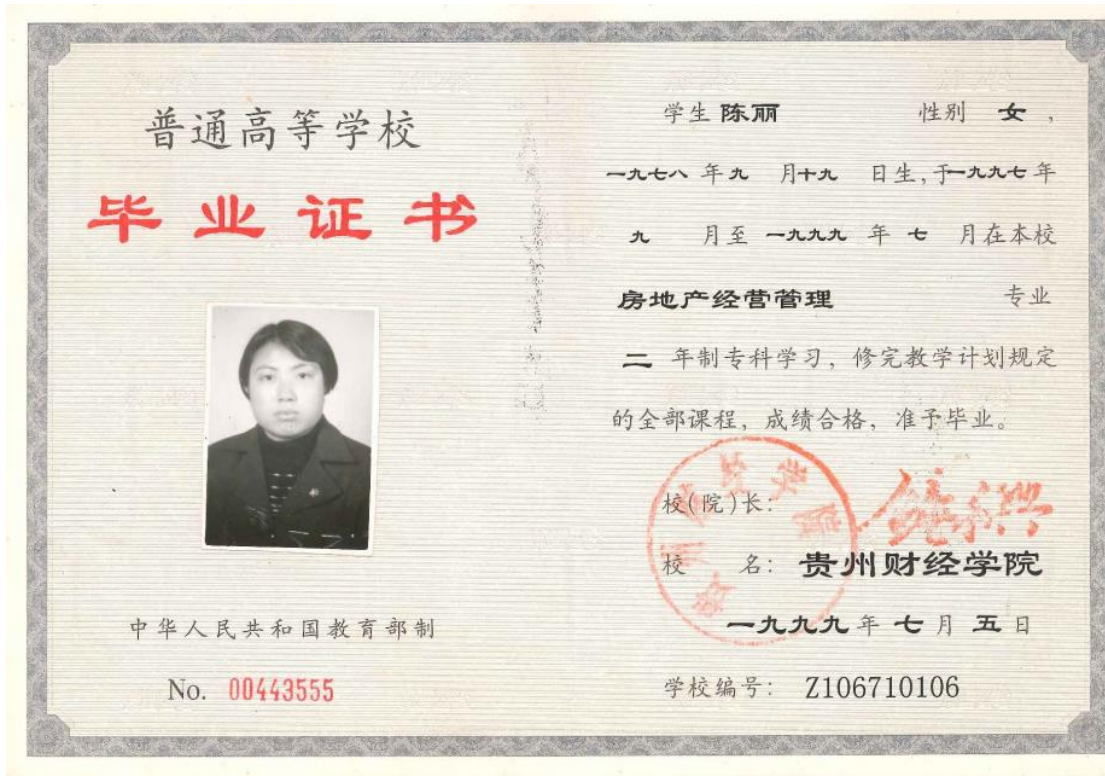 普通高等学校
毕业证书
中华人民共和国教育部制
No. 00443555
学生 陈丽 性别 女，
一九七八 年 九 月 十九 日生，于 一九九七 年
九 月至 一九九九 年 七 月在本校
房地产经营管理 专业
二 年制专科学习，修完教学计划规定
的全部课程，成绩合格，准予毕业。
校(院)长：
校 名： 贵州财经学院
一九九九 年 七 月 五 日
学校编号： Z106710106
贵州财经学院